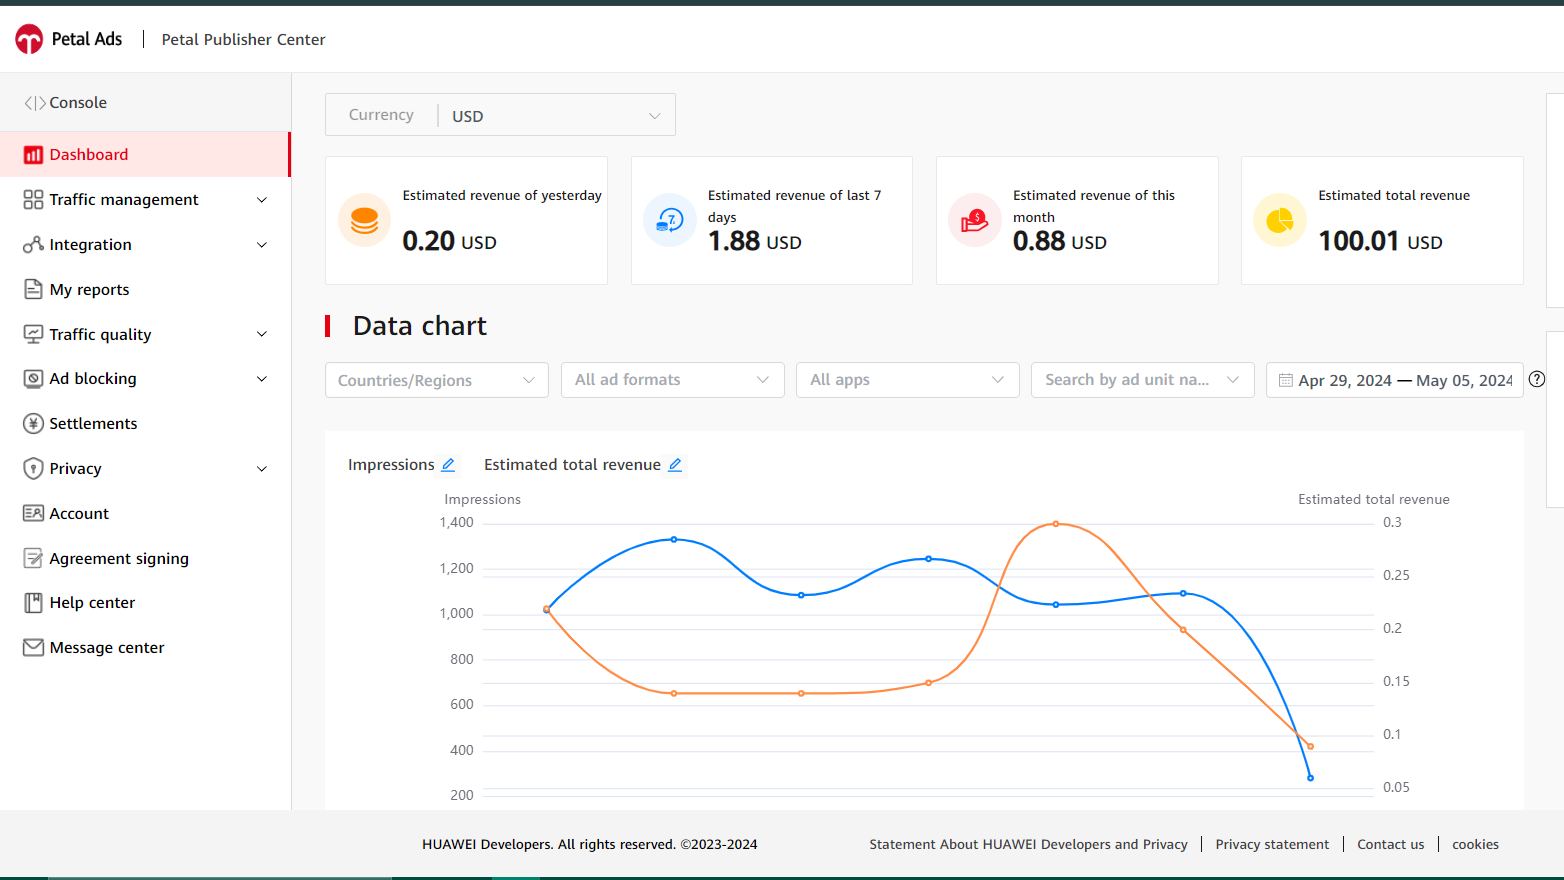 Petal Ads | Petal Publisher Center
Console
Dashboard
Traffic management
Integration
My reports
Traffic quality
Ad blocking
Settlements
Privacy
Account
Agreement signing
Help center
Message center
Currency USD
Estimated revenue of yesterday
0.20 USD
Estimated revenue of last 7
days
1.88 USD
Estimated revenue of this
month
0.88 USD
Estimated total revenue
100.01 USD
Data chart
Countries/Regions
All ad formats
All apps
Search by ad unit na...
Apr 29, 2024 — May 05, 2024
Impressions
Estimated total revenue
Impressions
Estimated total revenue
1,400
1,200
1,000
800
600
400
200
0.3
0.25
0.2
0.15
0.1
0.05
HUAWEI Developers. All rights reserved. ©2023-2024
Statement About HUAWEI Developers and Privacy | Privacy statement | Contact us | cookies